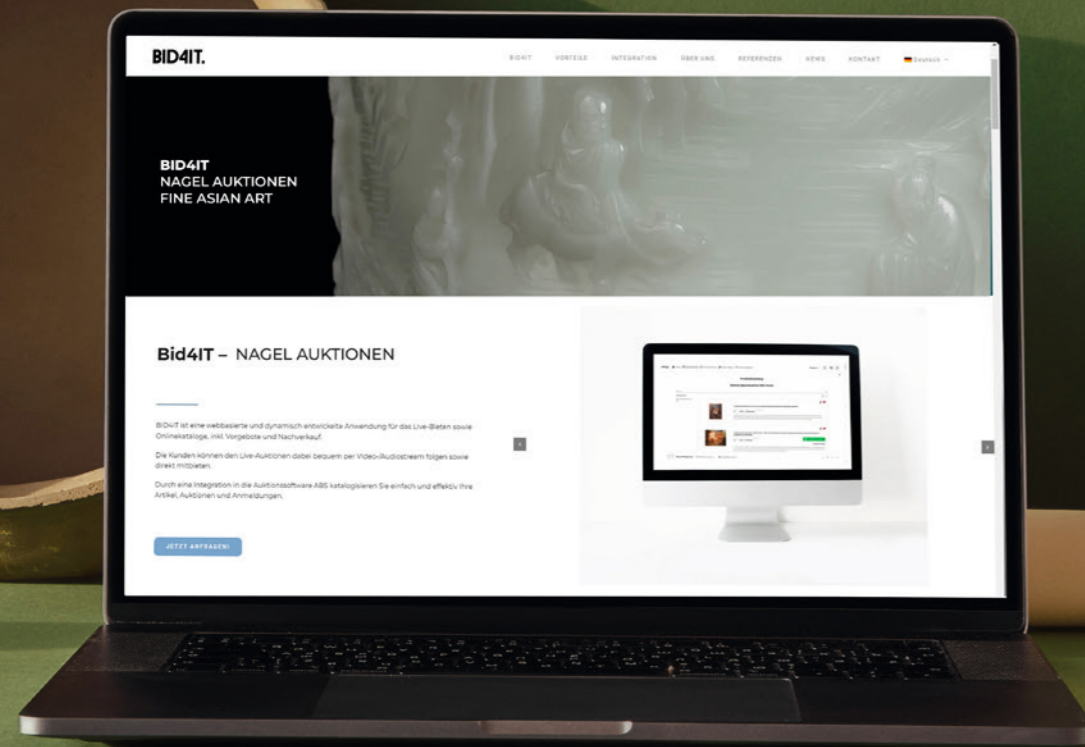 BID4IT.
BID4IT VORTEILE INTEGRATION ÜBER UNS REFERENZEN NEWS KONTAKT Deutsch
BID4IT
NAGEL AUKTIONEN
FINE ASIAN ART
Bid4IT – NAGEL AUKTIONEN
BID4IT ist eine webbasierte und dynamisch entwickelte Anwendung für das Live-Bieten sowie
Onlinekataloge, inkl. Vorgebote und Nachverkauf.
Die Kunden können den Live-Auktionen dabei bequem per Video-/Audiostream folgen sowie
direkt mitbieten.
Durch eine Integration in die Auktionssoftware ABS katalogisieren Sie einfach und effektiv Ihre
Artikel, Auktionen und Anmeldungen.
JETZT ANFRAGEN!